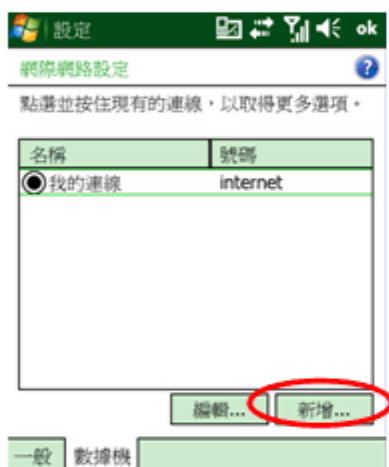 設定 ok
網際網路設定 ?
點選並按住現有的連線，以取得更多選項。
名稱 號碼
我的連線 internet
編輯... 新增...
一般 數據機